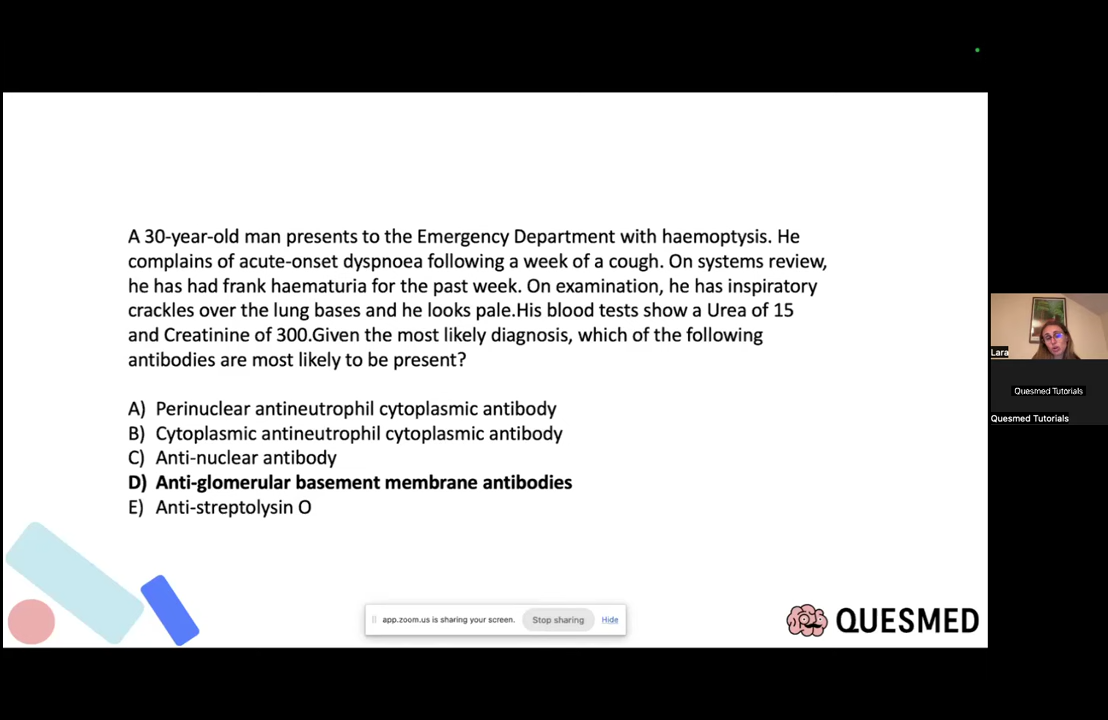 A 30-year-old man presents to the Emergency Department with haemoptysis. He
complains of acute-onset dyspnoea following a week of a cough. On systems review,
he has had frank haematuria for the past week. On examination, he has inspiratory
crackles over the lung bases and he looks pale.His blood tests show a Urea of 15
and Creatinine of 300.Given the most likely diagnosis, which of the following
antibodies are most likely to be present?
A) Perinuclear antineutrophil cytoplasmic antibody
B) Cytoplasmic antineutrophil cytoplasmic antibody
C) Anti-nuclear antibody
D) Anti-glomerular basement membrane antibodies
E) Anti-streptolysin O
app.zoom.us is sharing your screen. Stop sharing Hide
QUESMED
Lara
Quesmed Tutorials
Quesmed Tutorials